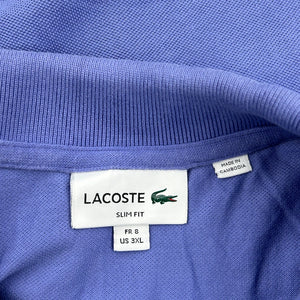 LACOSTE
SLIM FIT
FR 8
US 3XL
MADE IN
CAMBODIA